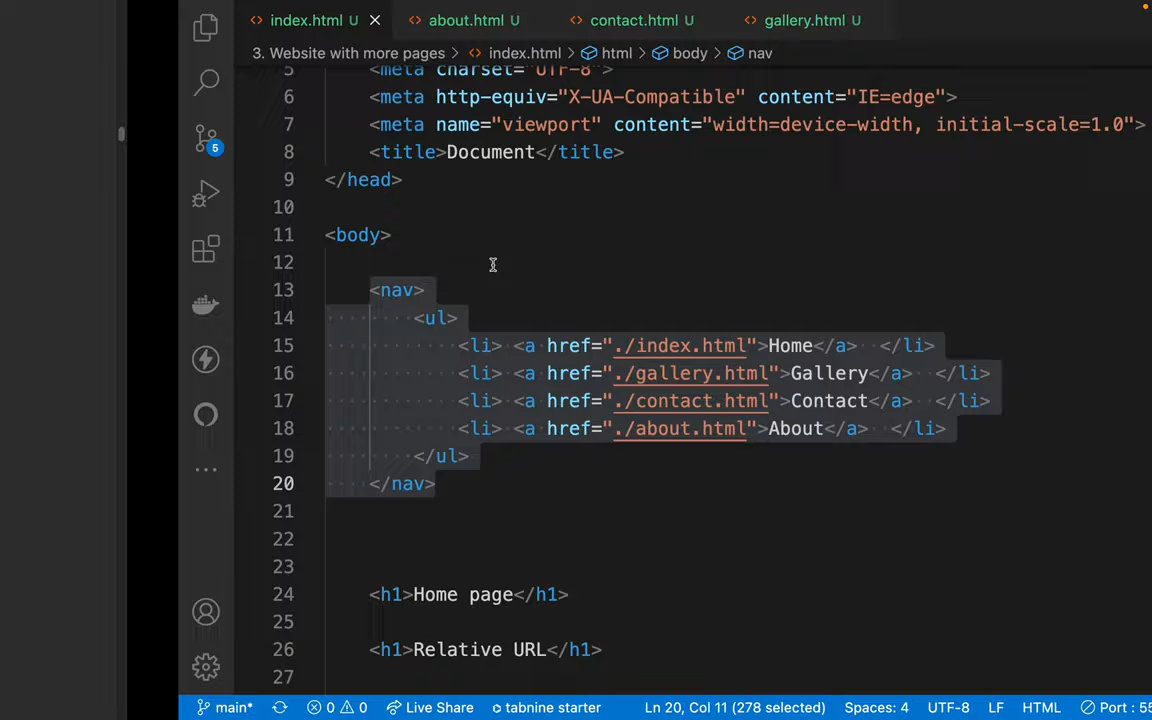 index.html U about.html U contact.html U gallery.html U
3. Website with more pages > index.html > html > body > nav
5 <meta charset="UTF-8">
6 <meta http-equiv="X-UA-Compatible" content="IE=edge">
7 <meta name="viewport" content="width=device-width, initial-scale=1.0">
8 <title>Document</title>
9 </head>
10
11 <body>
12
13 <nav>
14 <ul>
15 <li> <a href="./index.html">Home</a> </li>
16 <li> <a href="./gallery.html">Gallery</a> </li>
17 <li> <a href="./contact.html">Contact</a> </li>
18 <li> <a href="./about.html">About</a> </li>
19 </ul>
20 </nav>
21
22
23
24 <h1>Home page</h1>
25
26 <h1>Relative URL</h1>
27
5
main* 0 0 Live Share tabnine starter Ln 20, Col 11 (278 selected) Spaces: 4 UTF-8 LF HTML Port : 55